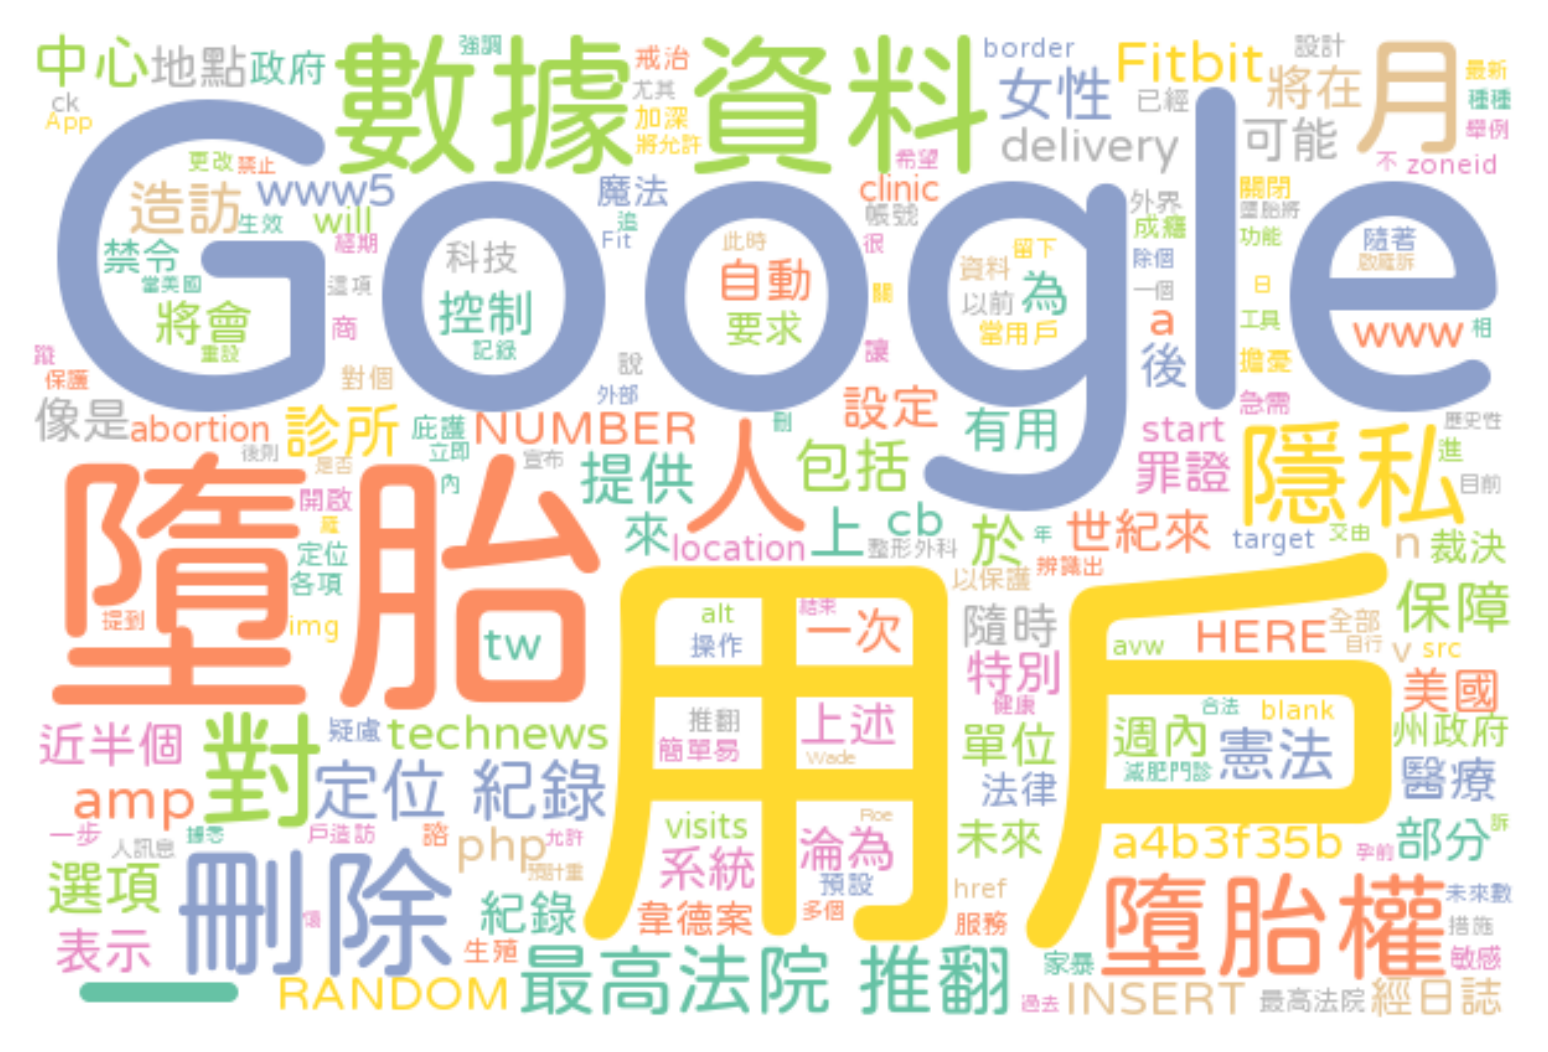 中心 地點 政府 數據 強調 資料 戒治 尤其 加深 將允許 border 女性 Fitbit 設計 將在 月 最新 種種 舉例
ck App 已經 delivery 可能 不 zoneid
Google
更改 禁止 造訪 www5 生效 will 魔法 追 Fit 希望 clinic 帳號 很 外界 成癮 關閉 墮胎將 功能 隨著
禁令 當美國 經期 這項 科技 此時 自動 留下 資料 以前 為 除個 一個 日
將會 重設 商 控制 記錄 要求 關 當用戶 a 工具 www 相
蹤 保護 對個 說 外部 讓 後 擔憂 急需
像是 abortion 診所 庇護 立即 NUMBER 人 刪 設定 有用 start 歷史性
後則 是否 宣布 包括 罪證 隱私 進 目前
墮胎 開啟 內 提供 來 location 上 cb 整形外科 於 年 世紀來 target 交由 n 裁決
定位 各項 以保護 辨識出
提到 img tw 用戶 alt 操作 結束 一次 隨時 avw HERE 全部 自行 v src 保障
特別 健康 美國
近半個 對 疑慮 technews 推翻 簡單易 上述 Wade 單位 週內 合法 blank 減肥門診 憲法 州政府
amp 定位 紀錄 法律 醫療
一步 人訊息 據悉 戶造訪 諮 php 允許 預計重 visits 系統 Roe 淪為 預設 未來 a4b3f35b 孕前 部分 訴
選項 刪除 紀錄 韋德案 多個 href 服務 墮胎權 未來數 措施
表示 生殖 最高法院 推翻 家暴 敏感
一 RANDOM 過去 INSERT 最高法院 經日誌